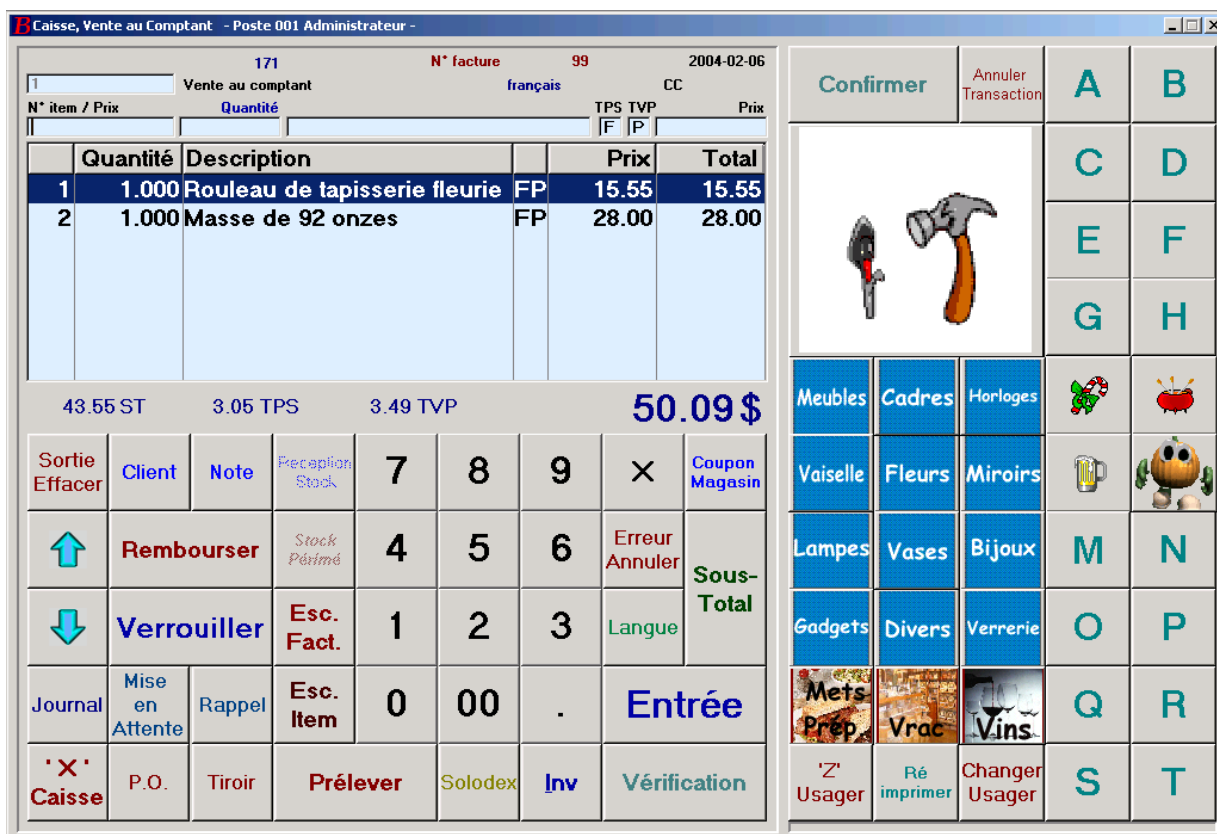 B Caisse, Vente au Comptant - Poste 001 Administrateur -
171 N° facture 99 2004-02-06
1 Vente au comptant français CC
N° item / Prix Quantité TPS TVP Prix
F P
Quantité Description Prix Total
1 1.000 Rouleau de tapisserie fleurie FP 15.55 15.55
2 1.000 Masse de 92 onzes FP 28.00 28.00
43.55 ST 3.05 TPS 3.49 TVP 50.09 $
Sortie Effacer Client Note Reception Stock 7 8 9 × Coupon Magasin
Rembourser Stock Périmé 4 5 6 Erreur Annuler Sous-Total
Verrouiller Esc. Fact. 1 2 3 Langue
Journal Mise en Attente Rappel Esc. Item 0 00 . Entrée
'X' Caisse P.O. Tiroir Prélever Solodex Inv Vérification
Confirmer Annuler Transaction A B
C D
E F
G H
Meubles Cadres Horloges
Vaiselle Fleurs Miroirs
Lampes Vases Bijoux M N
Gadgets Divers Verrerie O P
Mets Prép. Vrac Vins Q R
'Z' Usager Ré imprimer Changer Usager S T